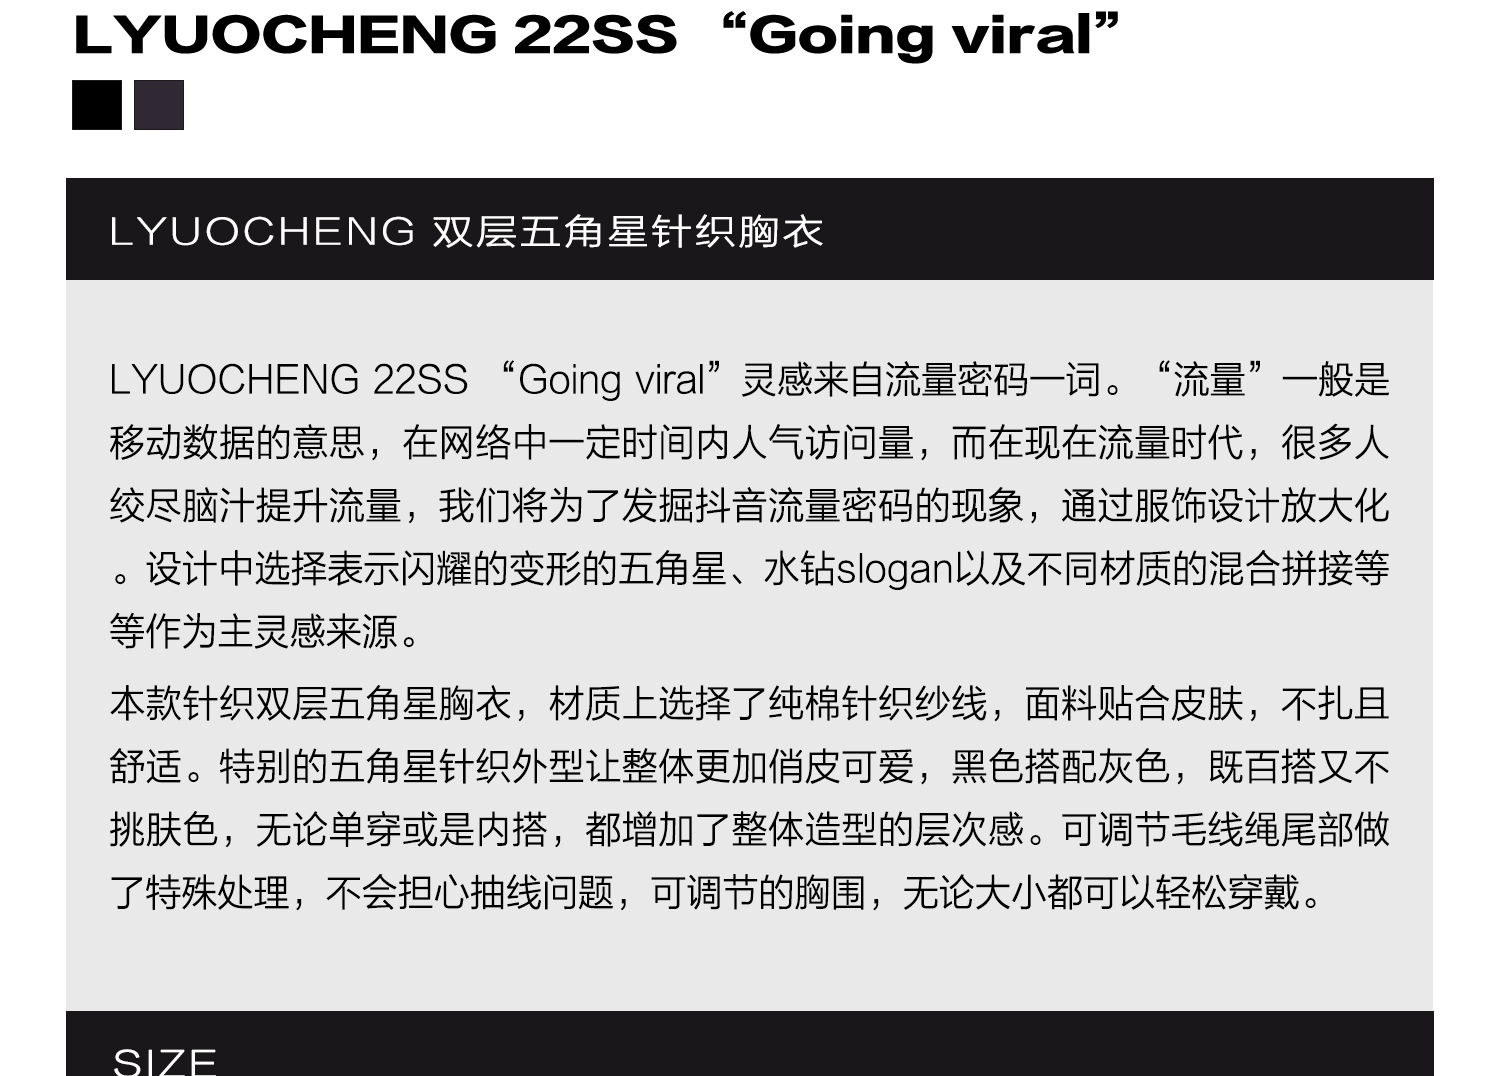 LYUOCHENG 22SS “Going viral”
LYUOCHENG 双层五角星针织胸衣
LYUOCHENG 22SS “Going viral”灵感来自流量密码一词。“流量”一般是
移动数据的意思，在网络中一定时间内人气访问量，而在现在流量时代，很多人
绞尽脑汁提升流量，我们将为了发掘抖音流量密码的现象，通过服饰设计放大化
。设计中选择表示闪耀的变形的五角星、水钻slogan以及不同材质的混合拼接等
等作为主灵感来源。
本款针织双层五角星胸衣，材质上选择了纯棉针织纱线，面料贴合皮肤，不扎且
舒适。特别的五角星针织外型让整体更加俏皮可爱，黑色搭配灰色，既百搭又不
挑肤色，无论单穿或是内搭，都增加了整体造型的层次感。可调节毛线绳尾部做
了特殊处理，不会担心抽线问题，可调节的胸围，无论大小都可以轻松穿戴。
SIZE